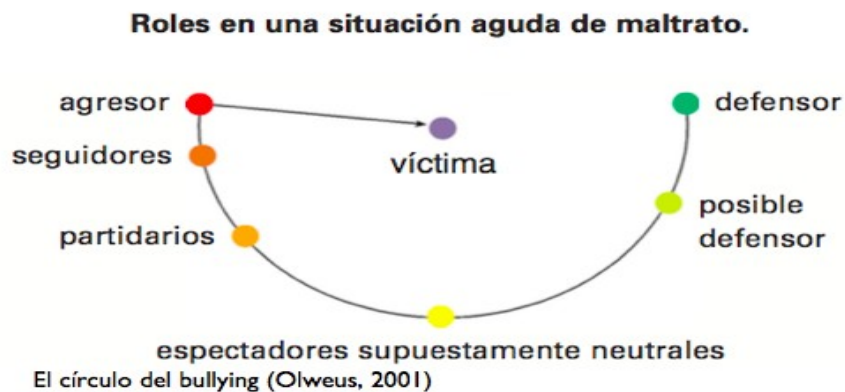 Roles en una situación aguda de maltrato.
agresor
defensor
seguidores
víctima
partidarios
posible
defensor
espectadores supuestamente neutrales
El círculo del bullying (Olweus, 2001)